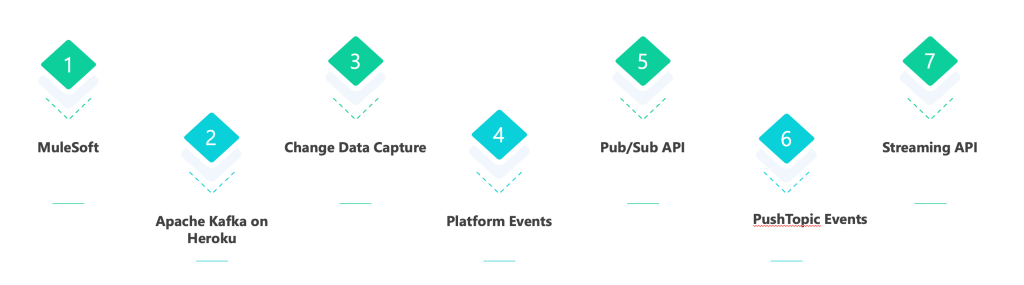 1
MuleSoft
2
Apache Kafka on
Heroku
3
Change Data Capture
4
Platform Events
5
Pub/Sub API
6
PushTopic Events
7
Streaming API